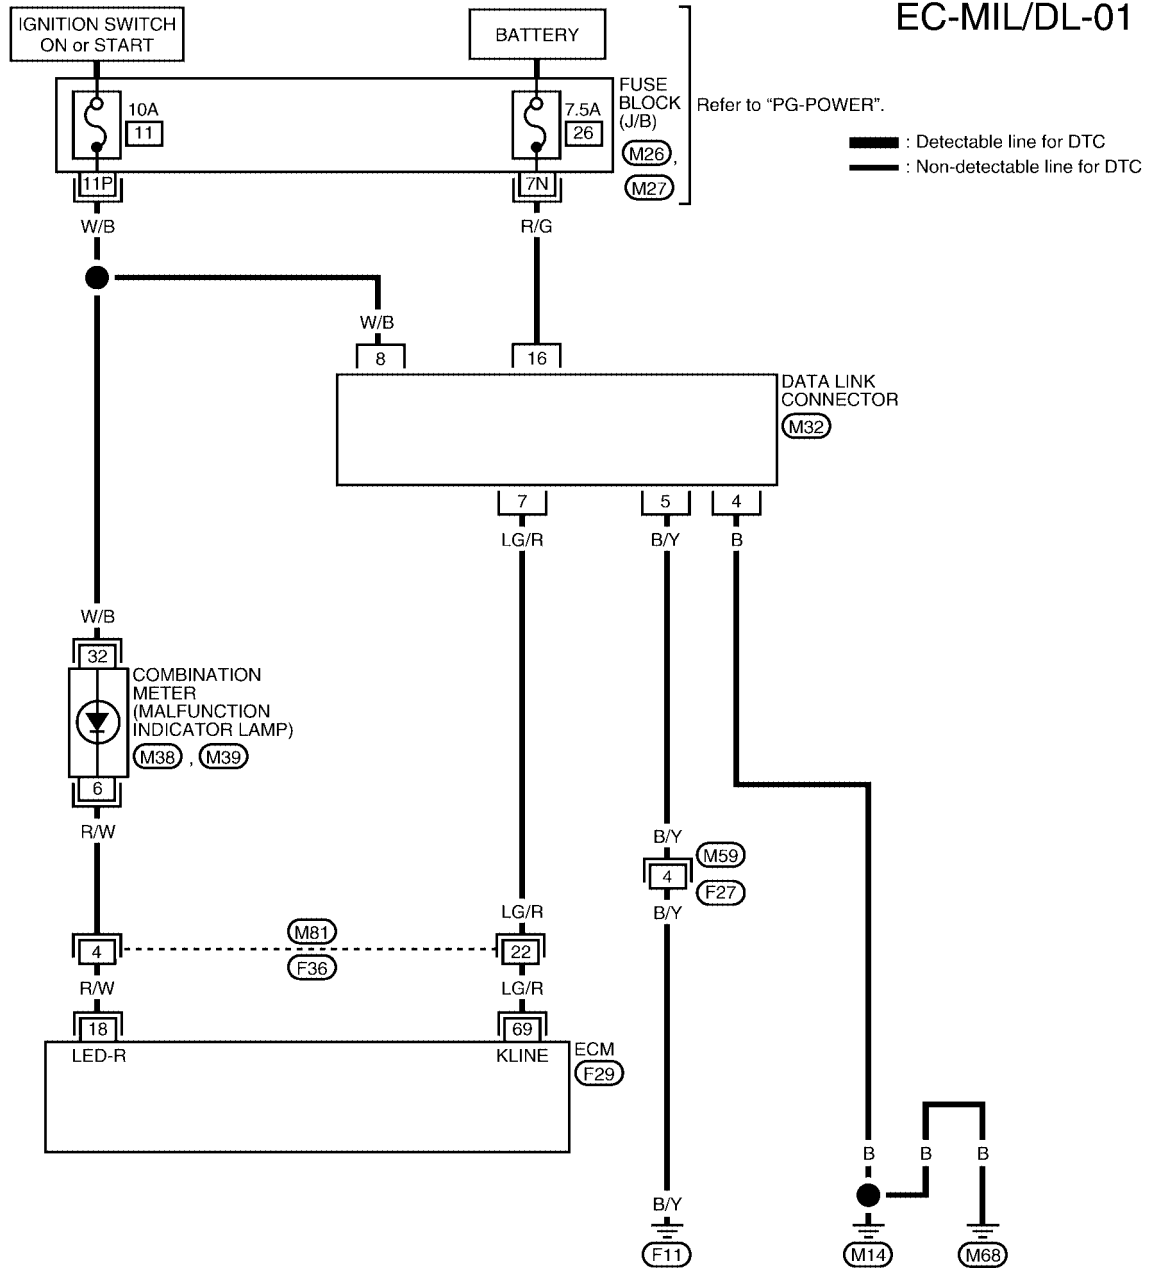 EC-MIL/DL-01
IGNITION SWITCH
ON or START
BATTERY
10A
11
7.5A
26
FUSE
BLOCK
(J/B)
M26 ,
M27
Refer to “PG-POWER”.
: Detectable line for DTC
: Non-detectable line for DTC
11P
7N
W/B
R/G
W/B
8
16
DATA LINK
CONNECTOR
M32
7
5
4
LG/R
B/Y
B
W/B
32
COMBINATION
METER
(MALFUNCTION
INDICATOR LAMP)
M38 , M39
6
R/W
B/Y
M59
4
F27
B/Y
LG/R
M81
4
22
F36
R/W
LG/R
18
69
LED-R
KLINE
ECM
F29
B
B
B
B/Y
F11
M14
M68